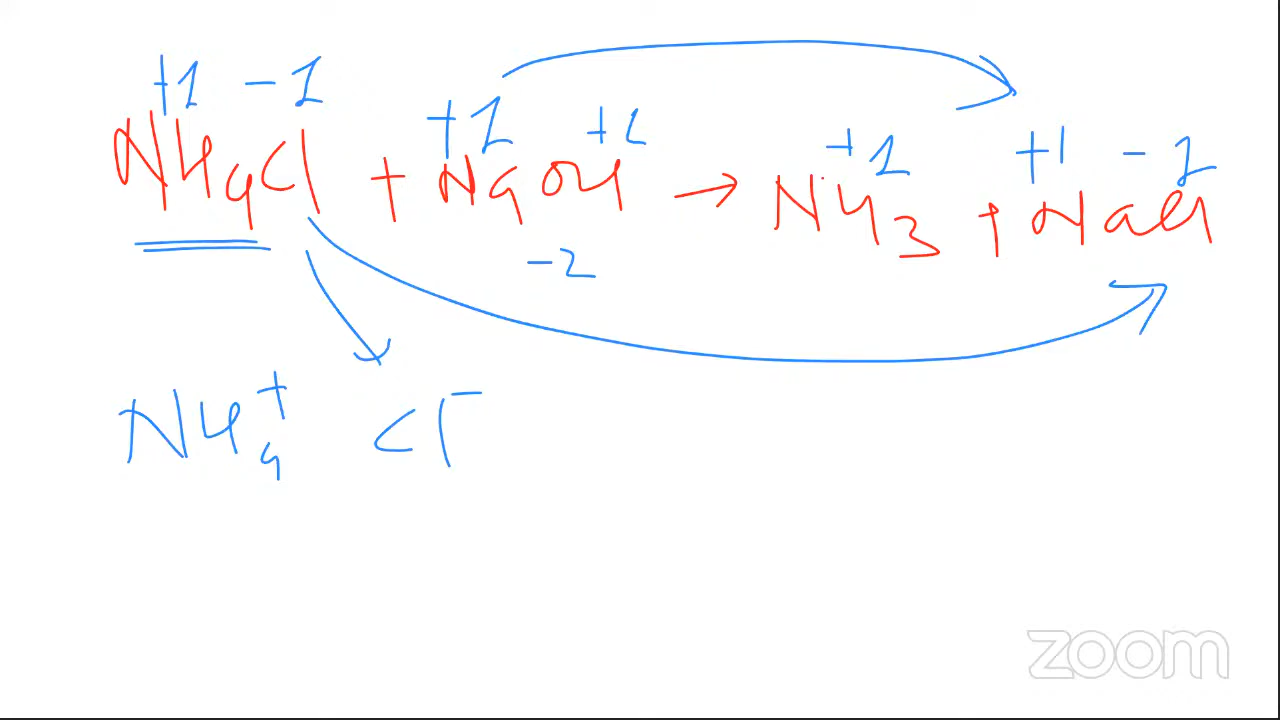 +1 -1 +1 +1 +1 +1 -1
NH4Cl + NaOH → NH3 + NaCl
-2
NH4+ Cl-
zoom